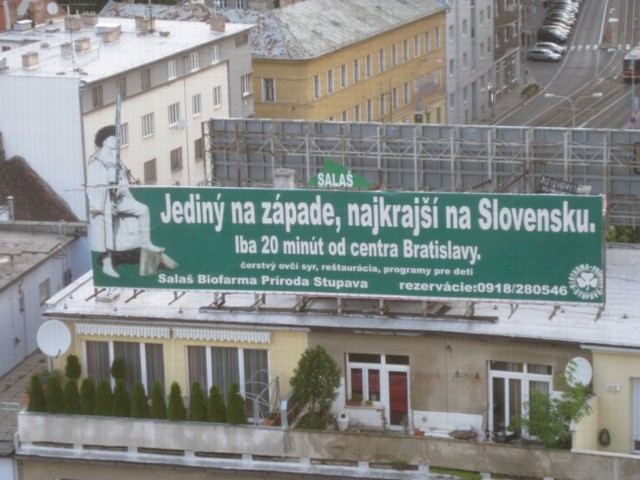 SALAŠ
Jediný na západe, najkrajší na Slovensku.
Iba 20 minút od centra Bratislavy.
čerstvý ovčí syr, reštaurácia, programy pre deti
Salaš Biofarma Príroda Stupava rezervácie:0918/280546